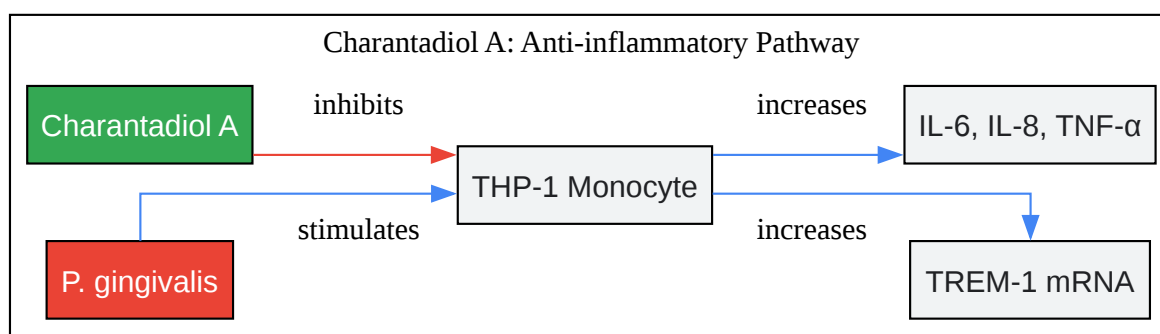 Charantadiol A: Anti-inflammatory Pathway
Charantadiol A
inhibits
increases
IL-6, IL-8, TNF-α
THP-1 Monocyte
P. gingivalis
stimulates
increases
TREM-1 mRNA